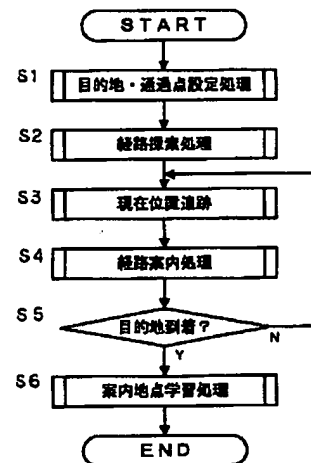 START
S1
目的地・通過点設定処理
S2
経路探索処理
S3
現在位置追跡
S4
経路案内処理
S5
目的地到着？
N
Y
S6
案内地点学習処理
END